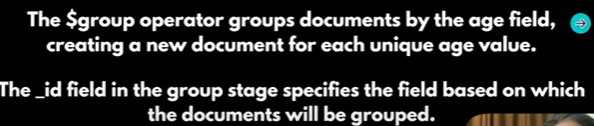 The $group operator groups documents by the age field,
creating a new document for each unique age value.
The _id field in the group stage specifies the field based on which
the documents will be grouped.